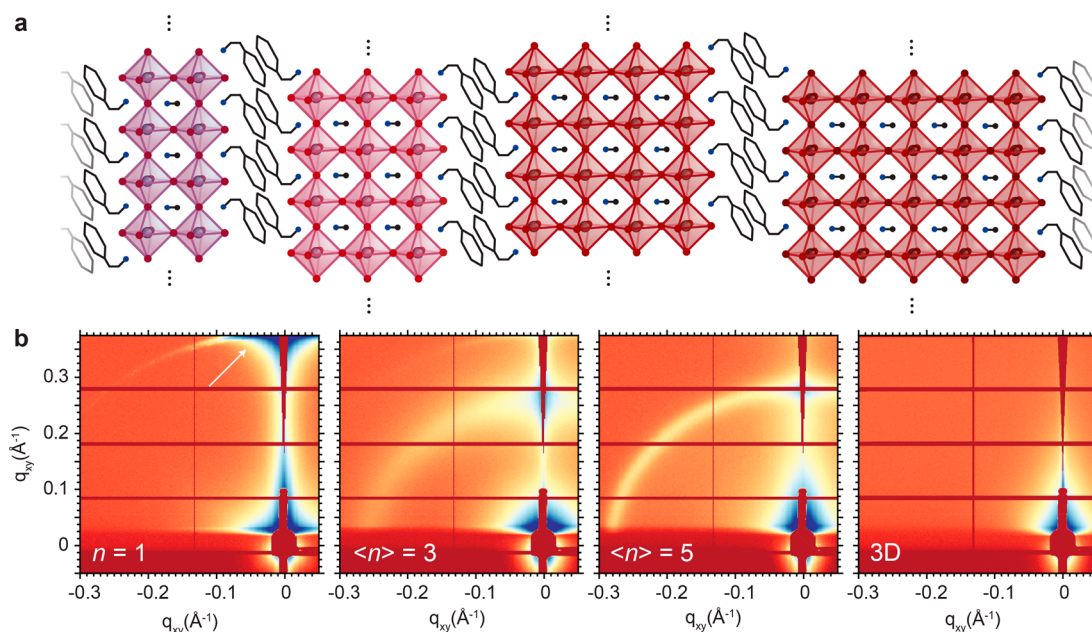 a
b
0.3
0.2
0.1
0
q_xy(Å⁻¹)
n = 1
<n> = 3
<n> = 5
3D
-0.3 -0.2 -0.1 0 -0.3 -0.2 -0.1 0 -0.3 -0.2 -0.1 0 -0.3 -0.2 -0.1 0
q_xy(Å⁻¹) q_xy(Å⁻¹) q_xy(Å⁻¹) q_xy(Å⁻¹)